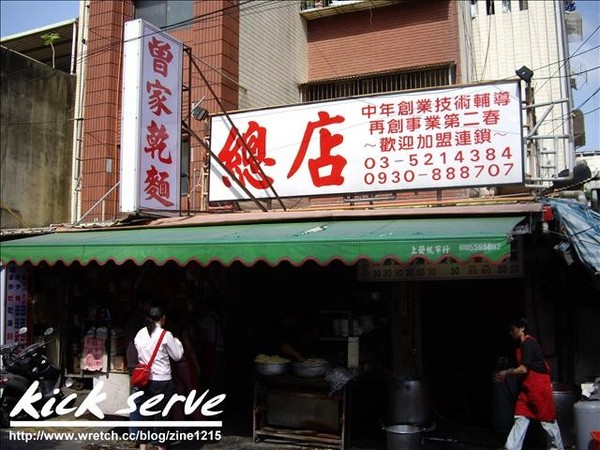 曾家乾麵
總店
中年創業技術輔導
再創事業第二春
~歡迎加盟連鎖~
03-5214384
0930-888707
kick serve
http://www.wretch.cc/blog/zine1215